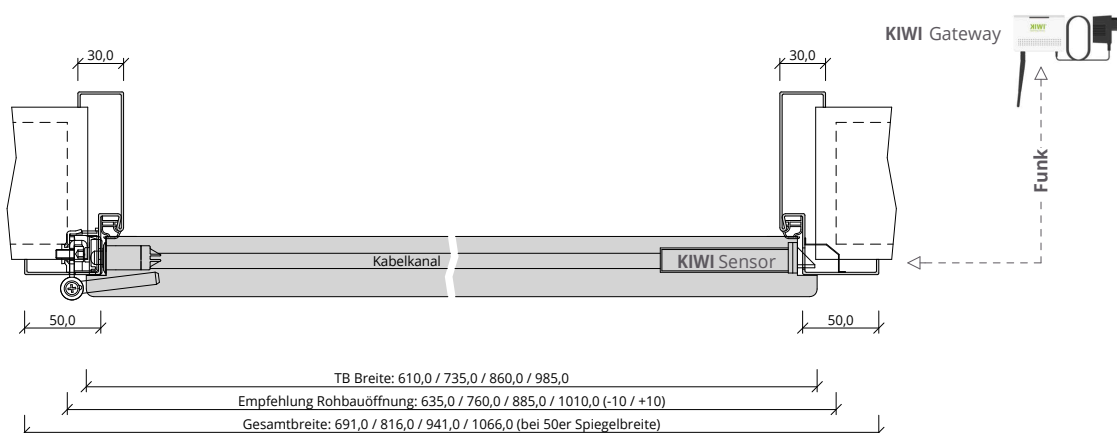 KIWI Gateway
KIWI
30,0
30,0
Funk
Kabelkanal
KIWI Sensor
50,0
50,0
TB Breite: 610,0 / 735,0 / 860,0 / 985,0
Empfehlung Rohbauöffnung: 635,0 / 760,0 / 885,0 / 1010,0 (-10 / +10)
Gesamtbreite: 691,0 / 816,0 / 941,0 / 1066,0 (bei 50er Spiegelbreite)